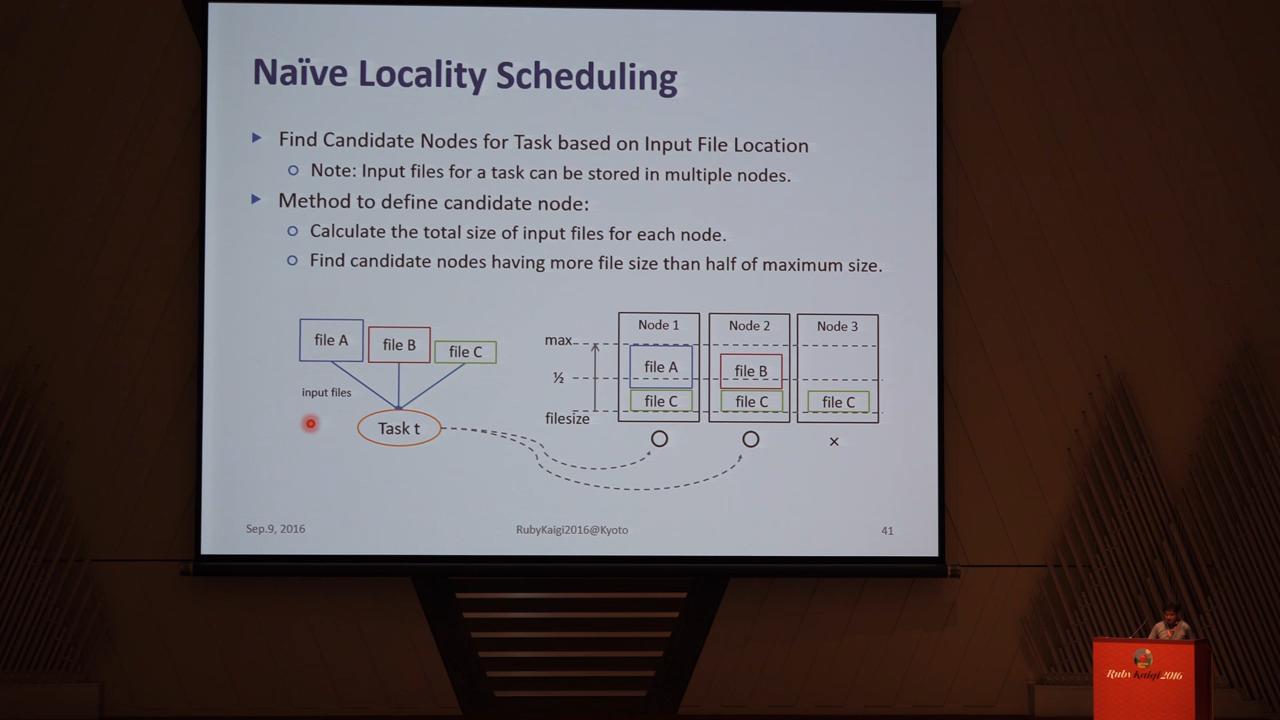 Naïve Locality Scheduling
Find Candidate Nodes for Task based on Input File Location
Note: Input files for a task can be stored in multiple nodes.
Method to define candidate node:
Calculate the total size of input files for each node.
Find candidate nodes having more file size than half of maximum size.
file A
file B
file C
input files
Task t
max
½
filesize
Node 1
file A
file C
Node 2
file B
file C
Node 3
file C
×
Sep.9, 2016
RubyKaigi2016@Kyoto
41
RubyKaigi2016